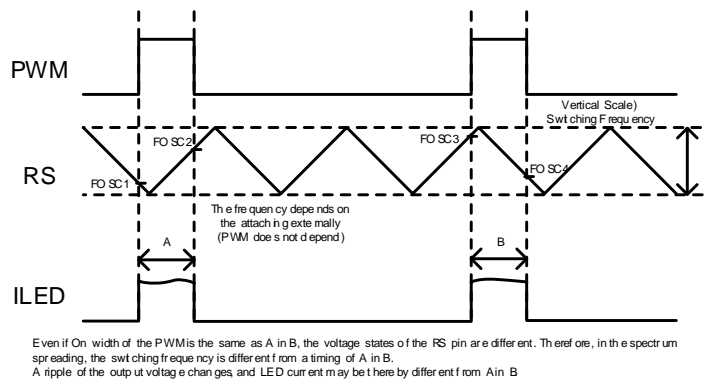 PWM
Vertical Scale)
Switching Frequency
FOSC2
FOSC3
FOSC1
FOSC4
RS
The frequency depends on
the attaching externally
(PWM does not depend)
A
B
ILED
Even if On width of the PWM is the same as A in B, the voltage states of the RS pin are different. Therefore, in the spectrum
spreading, the switching frequency is different from a timing of A in B.
A ripple of the output voltage changes, and LED current may be thereby different from A in B